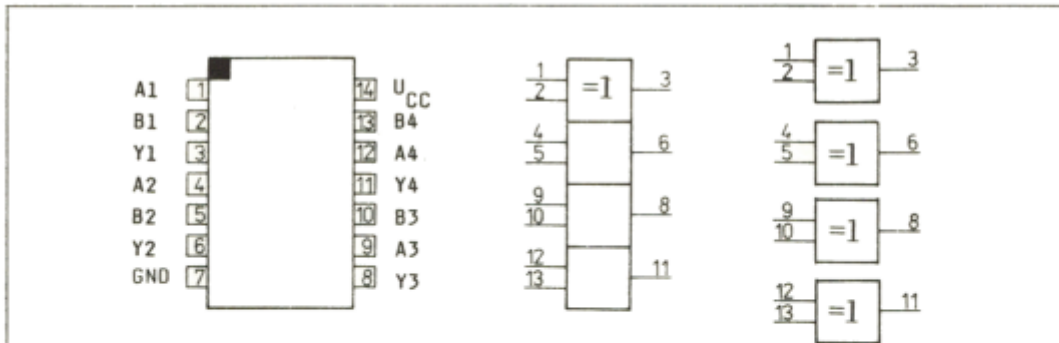 A1 1 14 UCC
B1 2 13 B4
Y1 3 12 A4
A2 4 11 Y4
B2 5 10 B3
Y2 6 9 A3
GND 7 8 Y3
1 2 =1 3
4 5 6
9 10 8
12 13 11
1 2 =1 3
4 5 =1 6
9 10 =1 8
12 13 =1 11